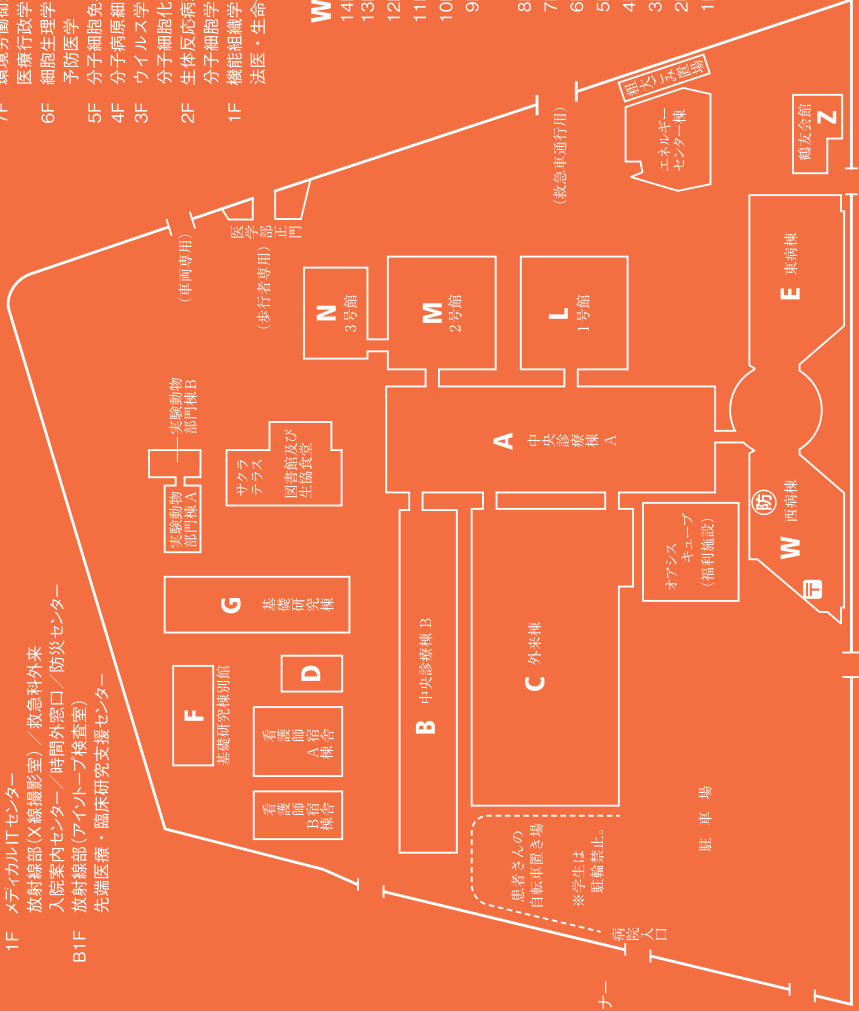 1F メディカルITセンター
放射線部（X線撮影室）／救急科外来
入院案内センター／時間外窓口／防災センター
B1F 放射線部（アイソトープ検査室）
先端医療・臨床研究支援センター
7F 環境労働衛
医療行政学
6F 細胞生理学
予防医学
5F 分子細胞免
4F 分子病原細
3F ウイルス学
分子細胞化
2F 生体反応病
分子細胞学
1F 機能組織学
法医・生命
W
14
13
12
11
10
9
8
7
6
5
4
3
2
1
（車両専用）
医学部正門
（歩行者専用）
（救急車通行用）
粗大ごみ置場
エネルギー
センター棟
鶴友会館
Z
実験動物
部門棟B
実験動物
部門棟A
サクラ
テラス
図書館及び
生協食堂
N
3号館
M
2号館
L
1号館
E 東病棟
A 中央診療棟A
G 基礎研究棟
F
基礎研究棟別館
D
看護師宿舎
A棟
看護師宿舎
B棟
B 中央診療棟B
C 外来棟
オアシス
キューブ
（福利施設）
防
W 西病棟
〒
患者さんの
自転車置き場
※学生は
駐輪禁止。
駐車場
病院入口
ナー